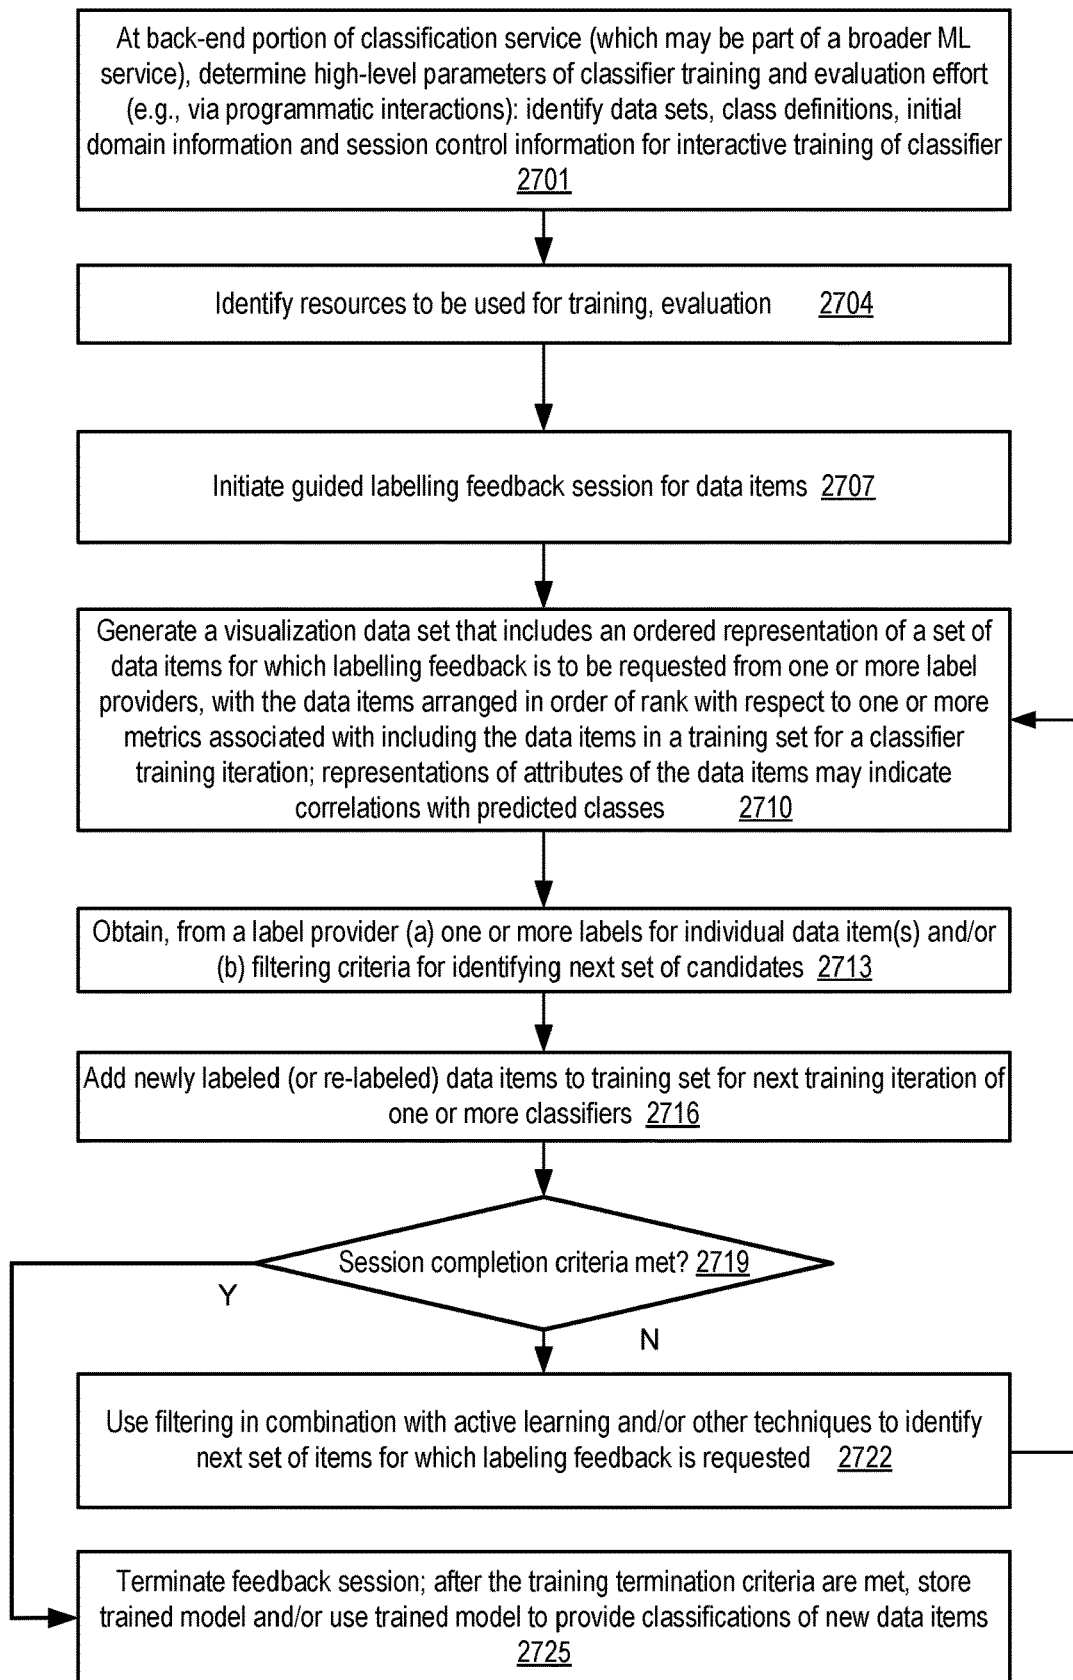 At back-end portion of classification service (which may be part of a broader ML
service), determine high-level parameters of classifier training and evaluation effort
(e.g., via programmatic interactions): identify data sets, class definitions, initial
domain information and session control information for interactive training of classifier
2701
Identify resources to be used for training, evaluation 2704
Initiate guided labelling feedback session for data items 2707
Generate a visualization data set that includes an ordered representation of a set of
data items for which labelling feedback is to be requested from one or more label
providers, with the data items arranged in order of rank with respect to one or more
metrics associated with including the data items in a training set for a classifier
training iteration; representations of attributes of the data items may indicate
correlations with predicted classes 2710
Obtain, from a label provider (a) one or more labels for individual data item(s) and/or
(b) filtering criteria for identifying next set of candidates 2713
Add newly labeled (or re-labeled) data items to training set for next training iteration of
one or more classifiers 2716
Session completion criteria met? 2719
Y
N
Use filtering in combination with active learning and/or other techniques to identify
next set of items for which labeling feedback is requested 2722
Terminate feedback session; after the training termination criteria are met, store
trained model and/or use trained model to provide classifications of new data items
2725